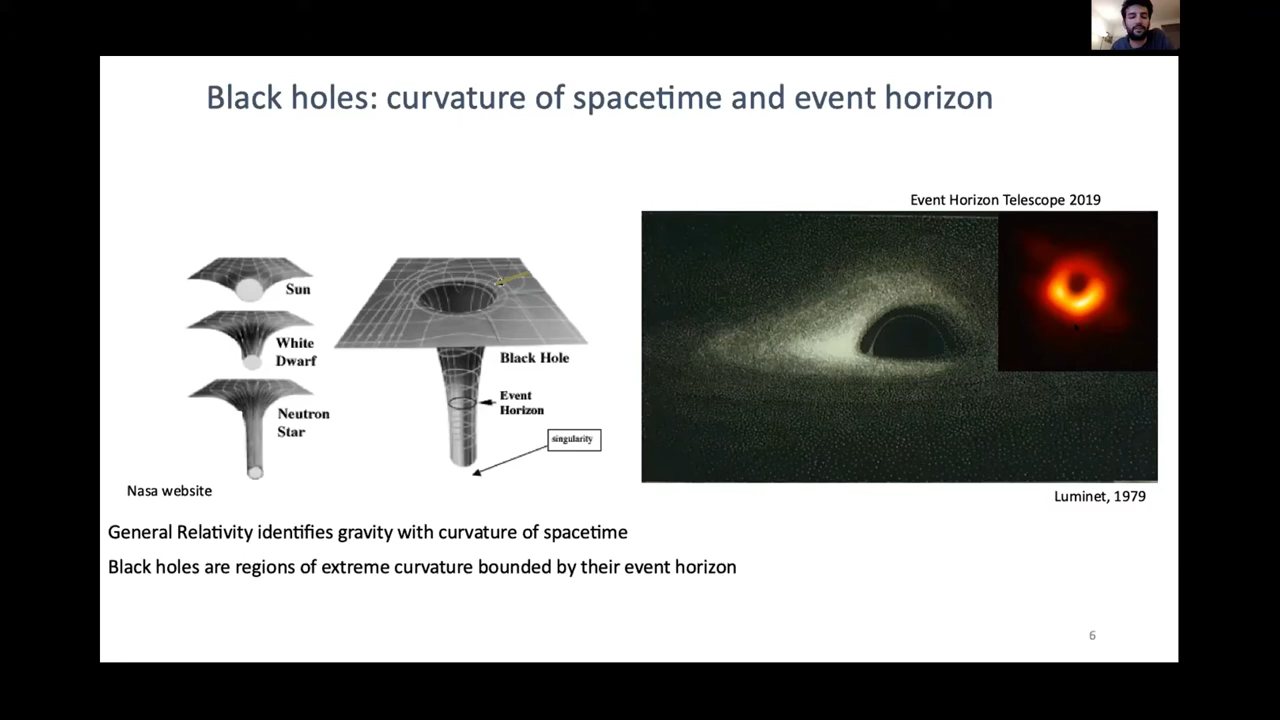 Black holes: curvature of spacetime and event horizon
Event Horizon Telescope 2019
Sun
White
Dwarf
Neutron
Star
Black Hole
Event
Horizon
singularity
Nasa website
Luminet, 1979
General Relativity identifies gravity with curvature of spacetime
Black holes are regions of extreme curvature bounded by their event horizon
6